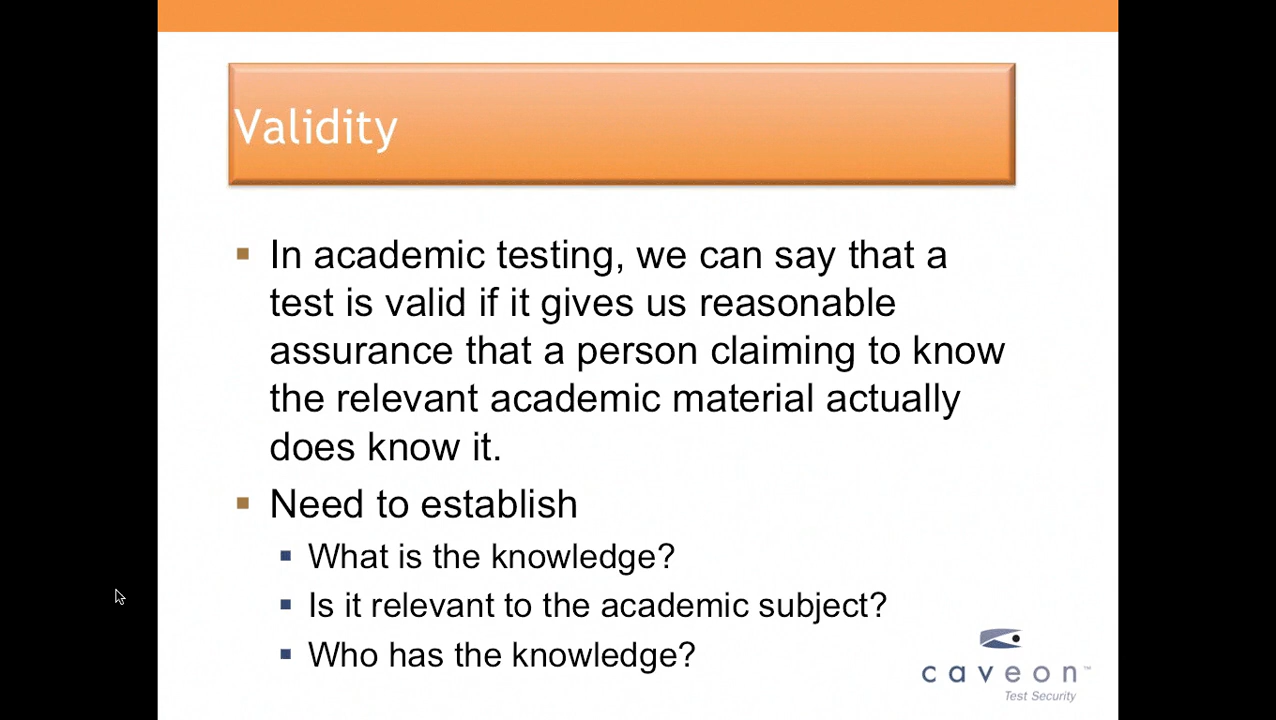 Validity
In academic testing, we can say that a
test is valid if it gives us reasonable
assurance that a person claiming to know
the relevant academic material actually
does know it.
Need to establish
What is the knowledge?
Is it relevant to the academic subject?
Who has the knowledge?
caveon™
Test Security